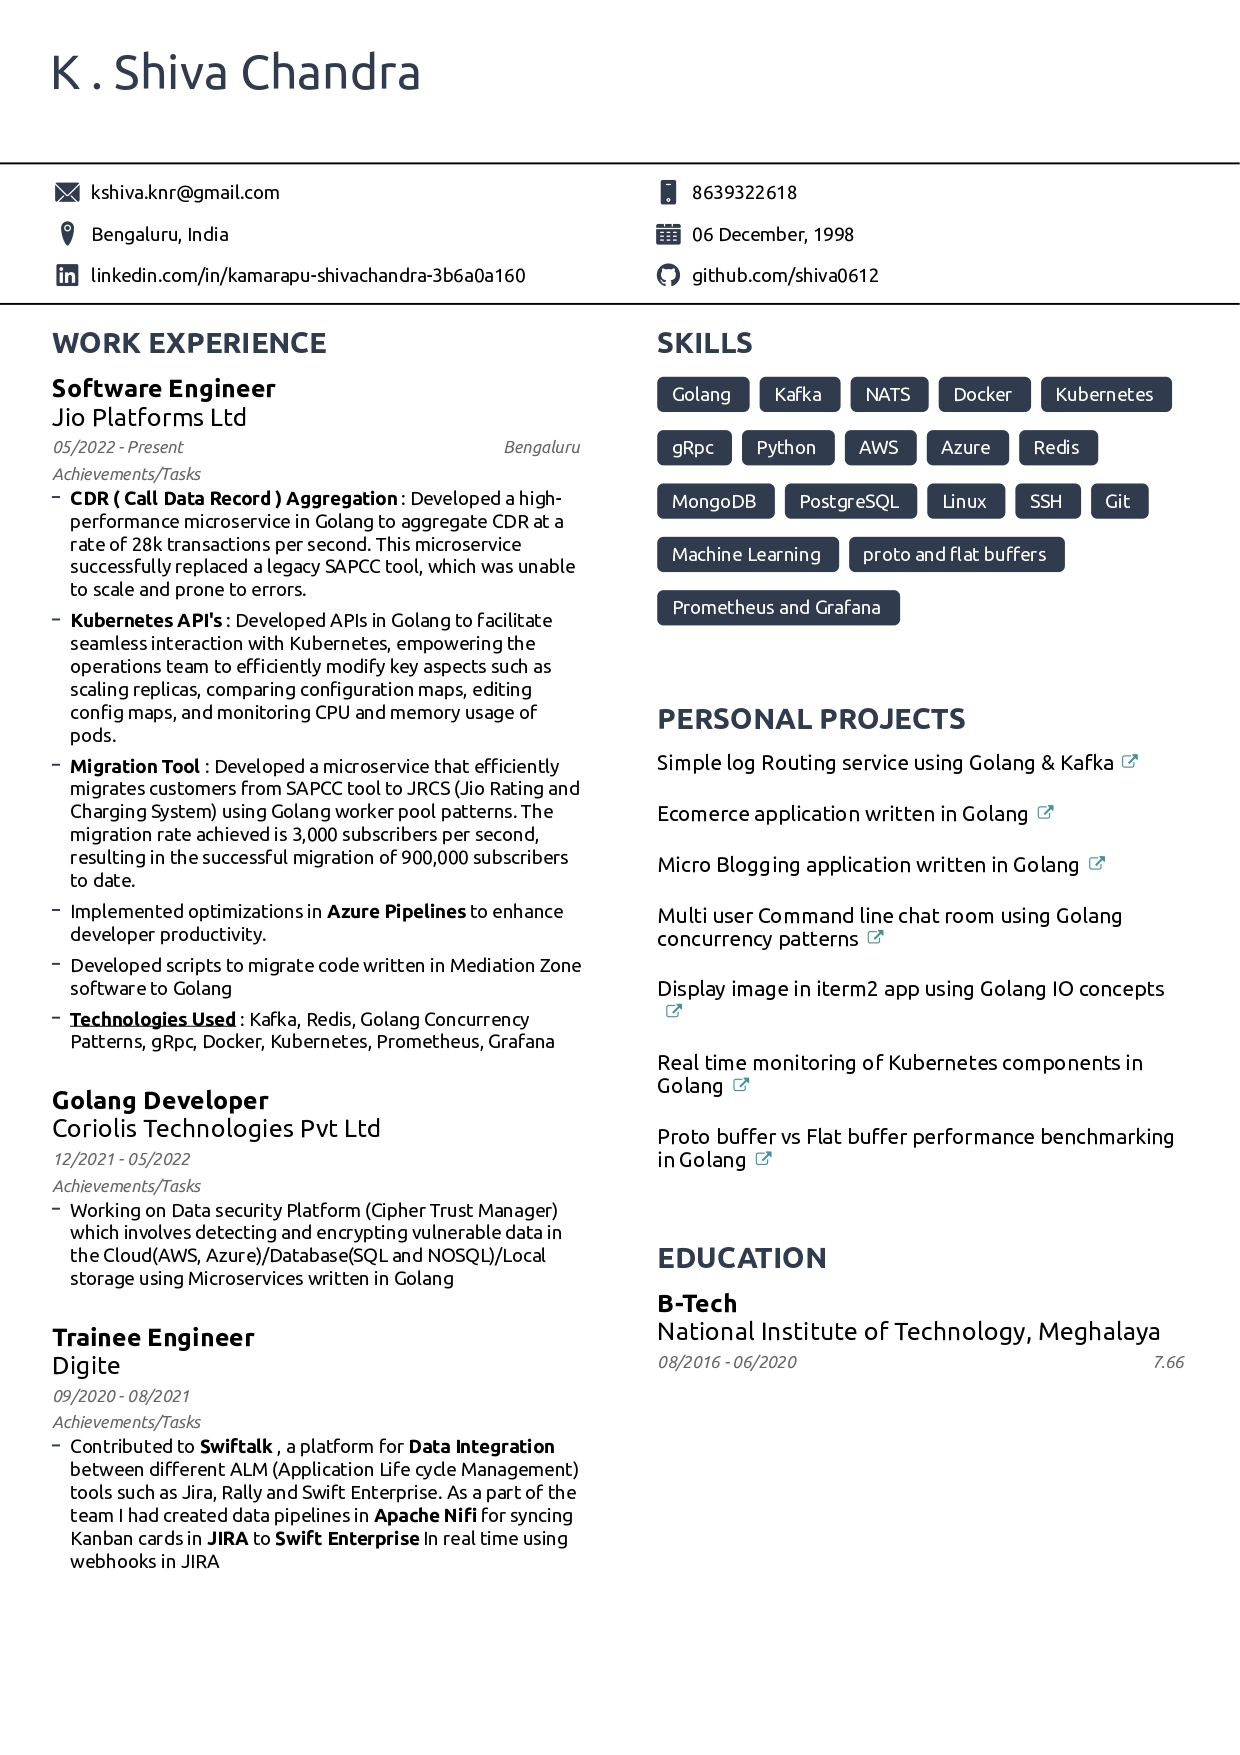 K . Shiva Chandra
kshiva.knr@gmail.com
8639322618
Bengaluru, India
06 December, 1998
linkedin.com/in/kamarapu-shivachandra-3b6a0a160
github.com/shiva0612
WORK EXPERIENCE
Software Engineer
Jio Platforms Ltd
05/2022 - Present
Bengaluru
Achievements/Tasks
– CDR ( Call Data Record ) Aggregation : Developed a high-
performance microservice in Golang to aggregate CDR at a
rate of 28k transactions per second. This microservice
successfully replaced a legacy SAPCC tool, which was unable
to scale and prone to errors.
– Kubernetes API's : Developed APIs in Golang to facilitate
seamless interaction with Kubernetes, empowering the
operations team to efficiently modify key aspects such as
scaling replicas, comparing configuration maps, editing
config maps, and monitoring CPU and memory usage of
pods.
– Migration Tool : Developed a microservice that efficiently
migrates customers from SAPCC tool to JRCS (Jio Rating and
Charging System) using Golang worker pool patterns. The
migration rate achieved is 3,000 subscribers per second,
resulting in the successful migration of 900,000 subscribers
to date.
– Implemented optimizations in Azure Pipelines to enhance
developer productivity.
– Developed scripts to migrate code written in Mediation Zone
software to Golang
– Technologies Used : Kafka, Redis, Golang Concurrency
Patterns, gRpc, Docker, Kubernetes, Prometheus, Grafana
Golang Developer
Coriolis Technologies Pvt Ltd
12/2021 - 05/2022
Achievements/Tasks
– Working on Data security Platform (Cipher Trust Manager)
which involves detecting and encrypting vulnerable data in
the Cloud(AWS, Azure)/Database(SQL and NOSQL)/Local
storage using Microservices written in Golang
Trainee Engineer
Digite
09/2020 - 08/2021
Achievements/Tasks
– Contributed to Swiftalk , a platform for Data Integration
between different ALM (Application Life cycle Management)
tools such as Jira, Rally and Swift Enterprise. As a part of the
team I had created data pipelines in Apache Nifi for syncing
Kanban cards in JIRA to Swift Enterprise In real time using
webhooks in JIRA
SKILLS
Golang Kafka NATS Docker Kubernetes
gRpc Python AWS Azure Redis
MongoDB PostgreSQL Linux SSH Git
Machine Learning proto and flat buffers
Prometheus and Grafana
PERSONAL PROJECTS
Simple log Routing service using Golang & Kafka
Ecomerce application written in Golang
Micro Blogging application written in Golang
Multi user Command line chat room using Golang
concurrency patterns
Display image in iterm2 app using Golang IO concepts
Real time monitoring of Kubernetes components in
Golang
Proto buffer vs Flat buffer performance benchmarking
in Golang
EDUCATION
B-Tech
National Institute of Technology, Meghalaya
08/2016 - 06/2020
7.66